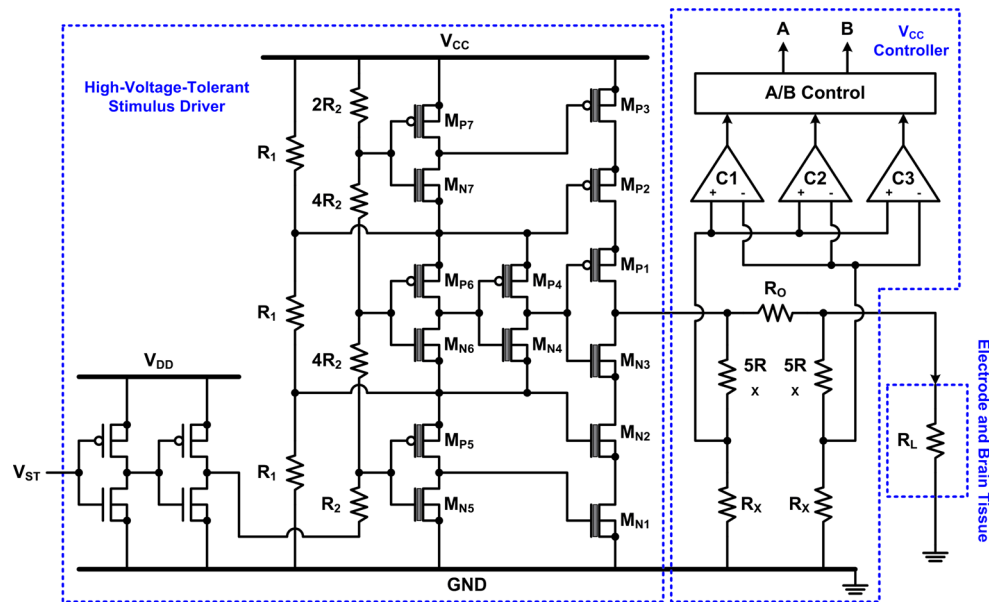 High-Voltage-Tolerant
Stimulus Driver
VCC
2R2
MP7
MP3
R1
4R2
MN7
MP2
MP6
MP4
MP1
R1
MN6
MN4
MN3
4R2
VDD
MP5
MN2
VST
R1
R2
MN5
MN1
GND
A
B
VCC
Controller
A/B Control
C1
C2
C3
+
-
+
-
+
-
RO
5R
X
5R
X
RX
RX
RL
Electrode and Brain Tissue